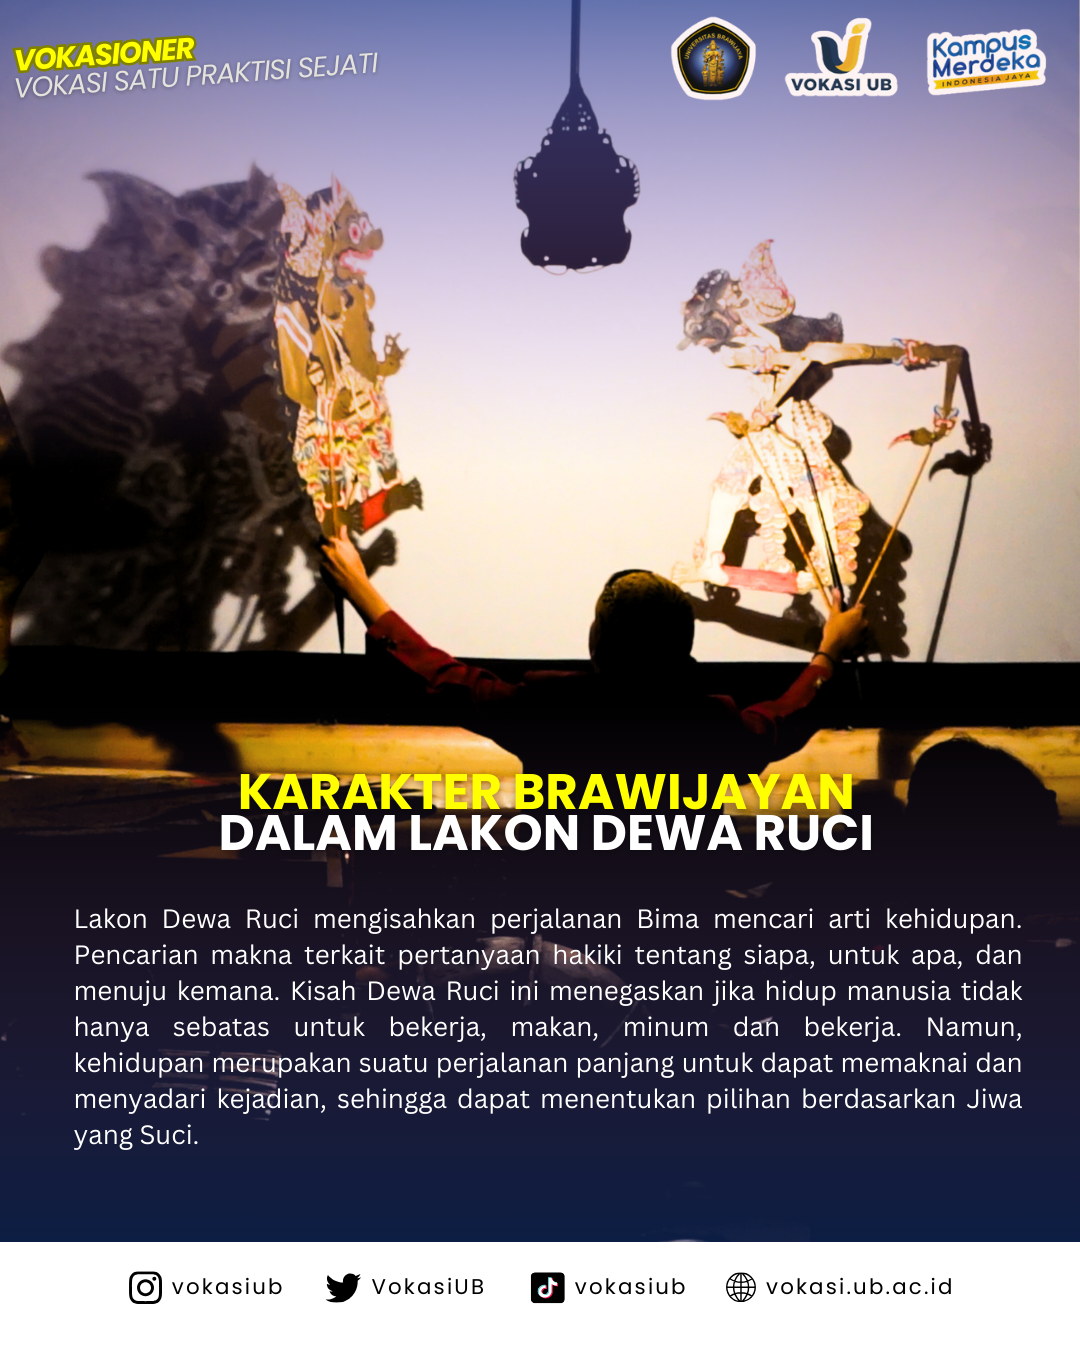 VOKASIONER
VOKASI SATU PRAKTISI SEJATI
UNIVERSITAS BRAWIJAYA
VOKASI UB
Kampus
Merdeka
INDONESIA JAYA
KARAKTER BRAWIJAYAN
DALAM LAKON DEWA RUCI
Lakon Dewa Ruci mengisahkan perjalanan Bima mencari arti kehidupan.
Pencarian makna terkait pertanyaan hakiki tentang siapa, untuk apa, dan
menuju kemana. Kisah Dewa Ruci ini menegaskan jika hidup manusia tidak
hanya sebatas untuk bekerja, makan, minum dan bekerja. Namun,
kehidupan merupakan suatu perjalanan panjang untuk dapat memaknai dan
menyadari kejadian, sehingga dapat menentukan pilihan berdasarkan Jiwa
yang Suci.
vokasiub
VokasiUB
vokasiub
vokasi.ub.ac.id